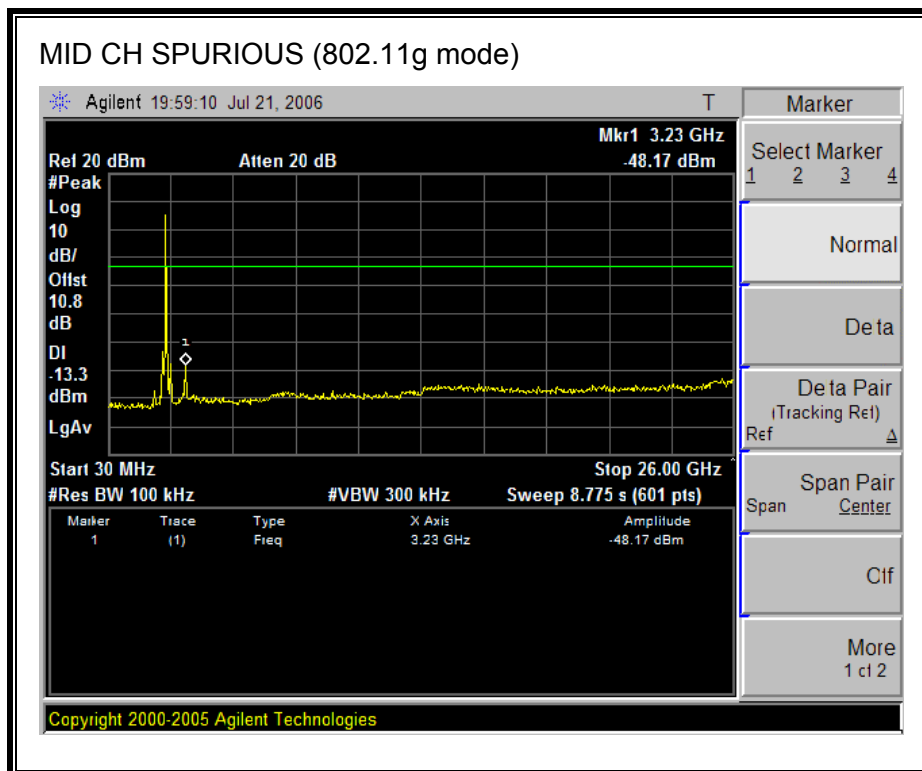 MID CH SPURIOUS (802.11g mode)
Agilent 19:59:10 Jul 21, 2006 T
Mkr1 3.23 GHz
Ref 20 dBm Atten 20 dB -48.17 dBm
#Peak
Log
10
dB/
Offst
10.8
dB
DI
-13.3
dBm
LgAv
1
Start 30 MHz Stop 26.00 GHz
#Res BW 100 kHz #VBW 300 kHz Sweep 8.775 s (601 pts)
Marker Trace Type X Axis Amplitude
1 (1) Freq 3.23 GHz -48.17 dBm
Marker
Select Marker
1 2 3 4
Normal
Delta
Delta Pair
(Tracking Ref)
Ref Δ
Span Pair
Span Center
Off
More
1 of 2
Copyright 2000-2005 Agilent Technologies